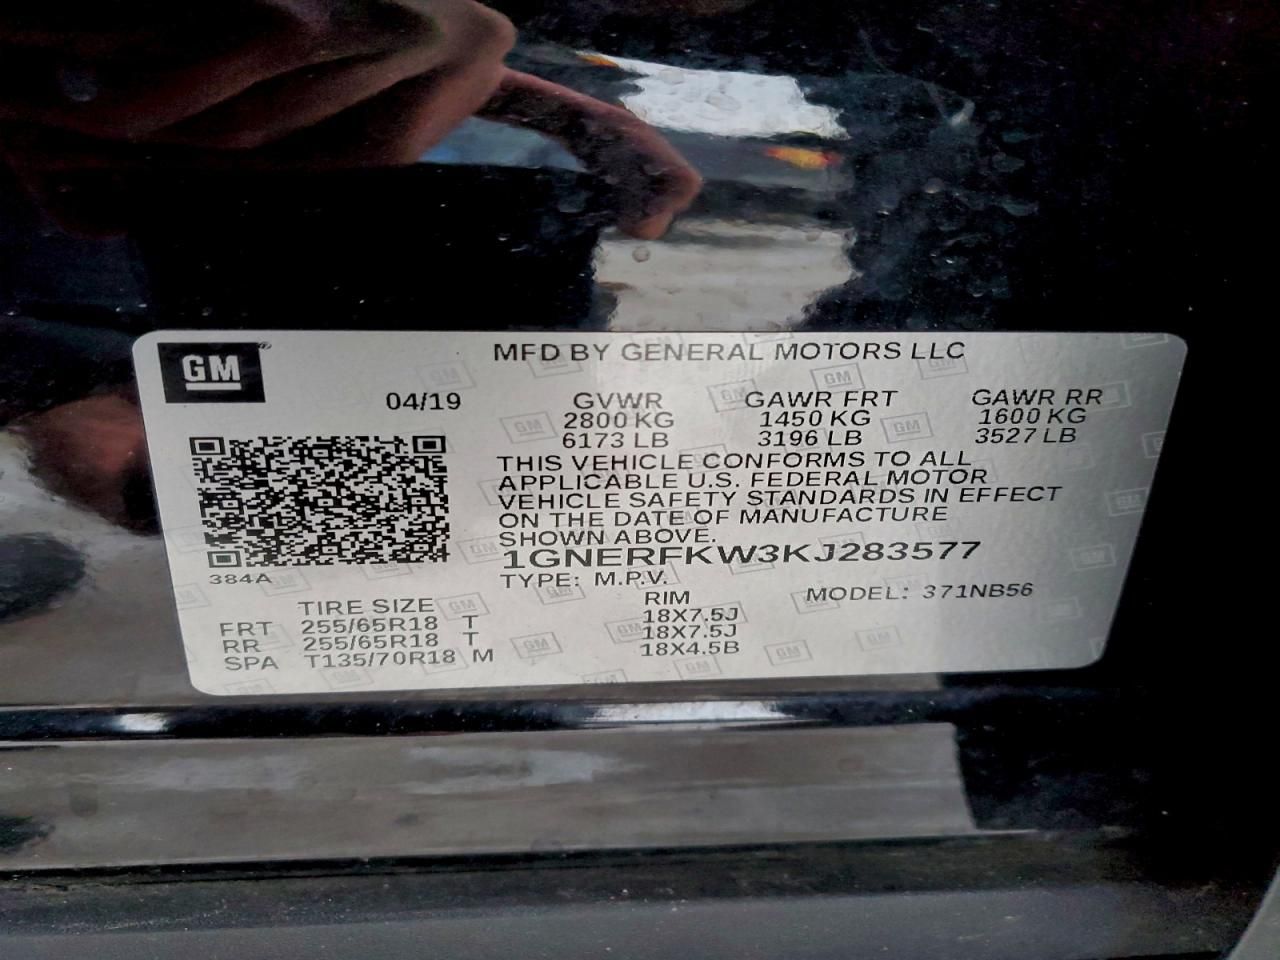 GM
MFD BY GENERAL MOTORS LLC
04/19 GVWR GAWR FRT GAWR RR
2800 KG 1450 KG 1600 KG
6173 LB 3196 LB 3527 LB
THIS VEHICLE CONFORMS TO ALL
APPLICABLE U.S. FEDERAL MOTOR
VEHICLE SAFETY STANDARDS IN EFFECT
ON THE DATE OF MANUFACTURE
SHOWN ABOVE.
1GNERFKW3KJ283577
384A
TYPE: M.P.V. MODEL: 371NB56
TIRE SIZE RIM
FRT 255/65R18 T 18X7.5J
RR 255/65R18 T 18X7.5J
SPA T135/70R18 M 18X4.5B